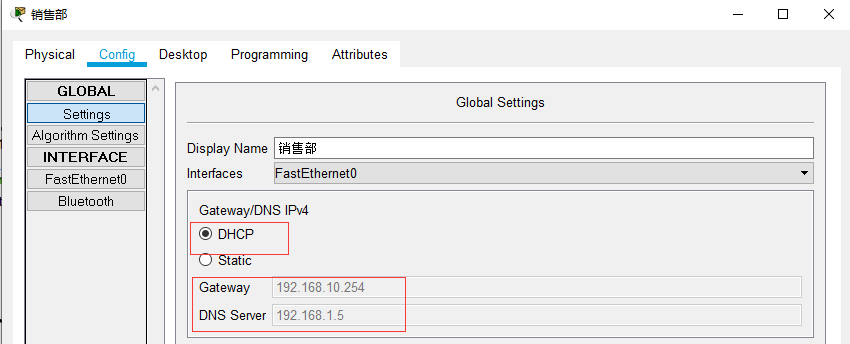 销售部
Physical Config Desktop Programming Attributes
GLOBAL
Settings
Algorithm Settings
INTERFACE
FastEthernet0
Bluetooth
Global Settings
Display Name 销售部
Interfaces FastEthernet0
Gateway/DNS IPv4
DHCP
Static
Gateway 192.168.10.254
DNS Server 192.168.1.5